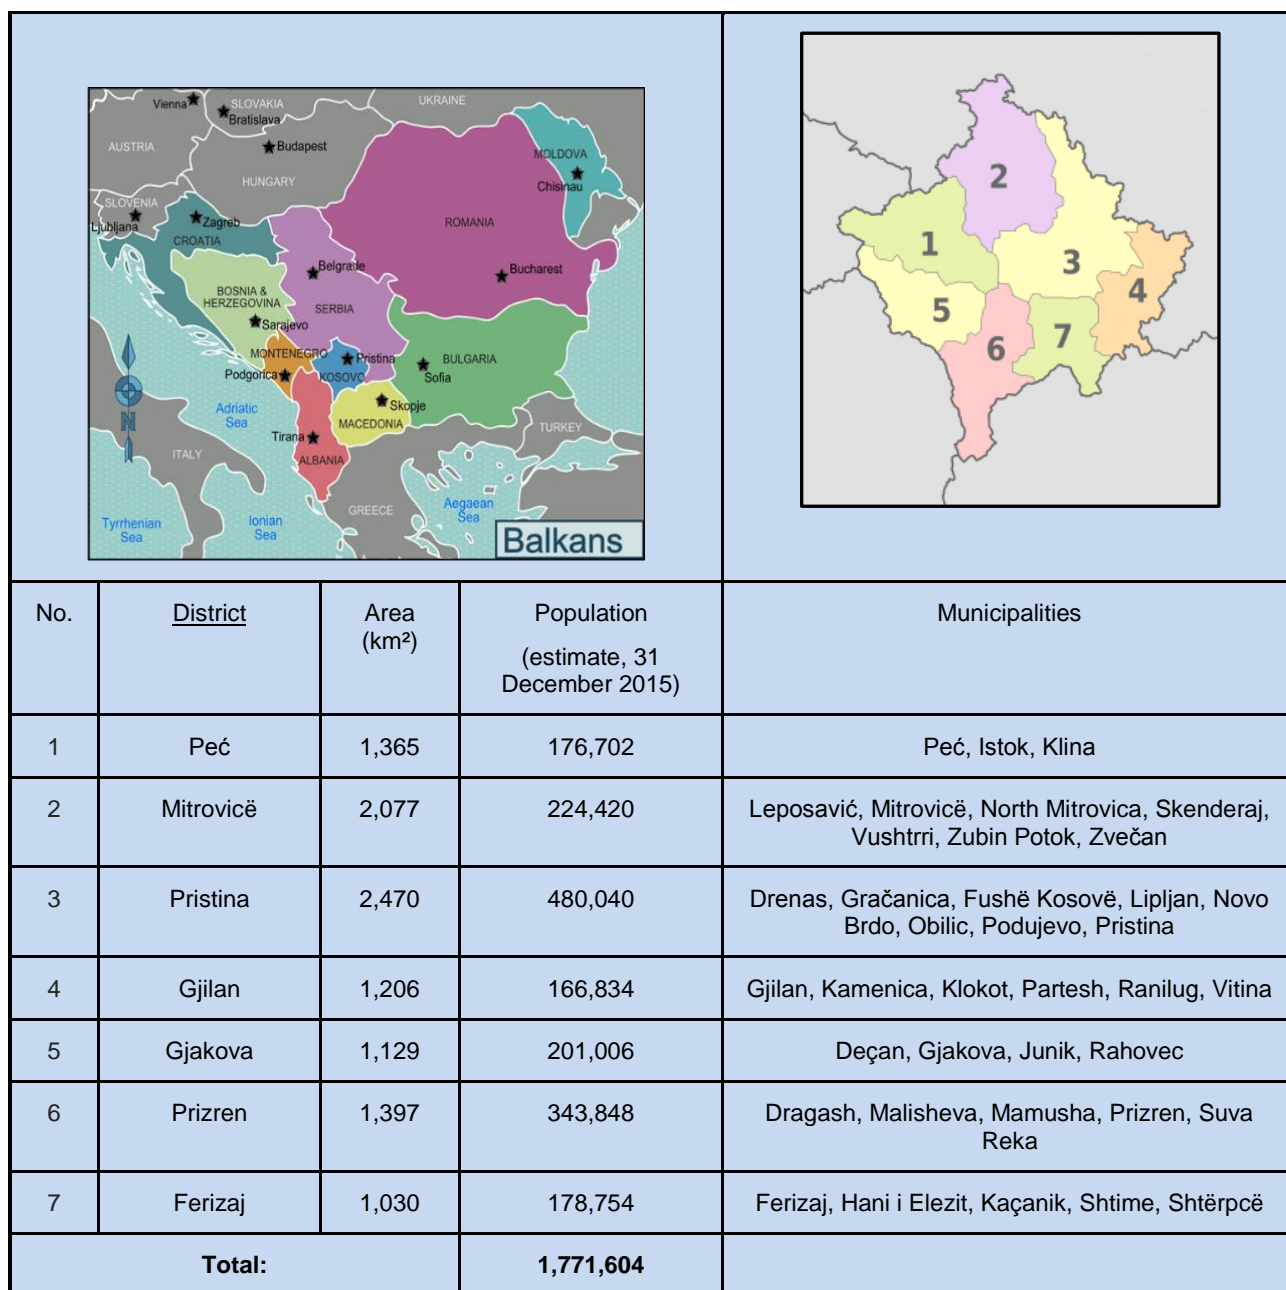 Vienna
SLOVAKIA
Bratislava
UKRAINE
AUSTRIA
Budapest
HUNGARY
MOLDOVA
Chisinau
SLOVENIA
Ljubljana
Zagreb
CROATIA
ROMANIA
Belgrade
Bucharest
BOSNIA &
HERZEGOVINA
SERBIA
Sarajevo
MONTENEGRO
Pristina
BULGARIA
Podgorica
KOSOVO
Sofia
Adriatic
Sea
Skopje
N
MACEDONIA
Tirana
TURKEY
ITALY
ALBANIA
GREECE
Aegaean
Sea
Tyrrhenian
Sea
Ionian
Sea
Balkans
2
1
3
4
5
6
7
No. District Area Population Municipalities
(km²) (estimate, 31
December 2015)
1 Peć 1,365 176,702 Peć, Istok, Klina
2 Mitrovicë 2,077 224,420 Leposavić, Mitrovicë, North Mitrovica, Skenderaj,
Vushtrri, Zubin Potok, Zvečan
3 Pristina 2,470 480,040 Drenas, Gračanica, Fushë Kosovë, Lipljan, Novo
Brdo, Obilic, Podujevo, Pristina
4 Gjilan 1,206 166,834 Gjilan, Kamenica, Klokot, Partesh, Ranilug, Vitina
5 Gjakova 1,129 201,006 Deçan, Gjakova, Junik, Rahovec
6 Prizren 1,397 343,848 Dragash, Malisheva, Mamusha, Prizren, Suva
Reka
7 Ferizaj 1,030 178,754 Ferizaj, Hani i Elezit, Kaçanik, Shtime, Shtërpcë
Total: 1,771,604